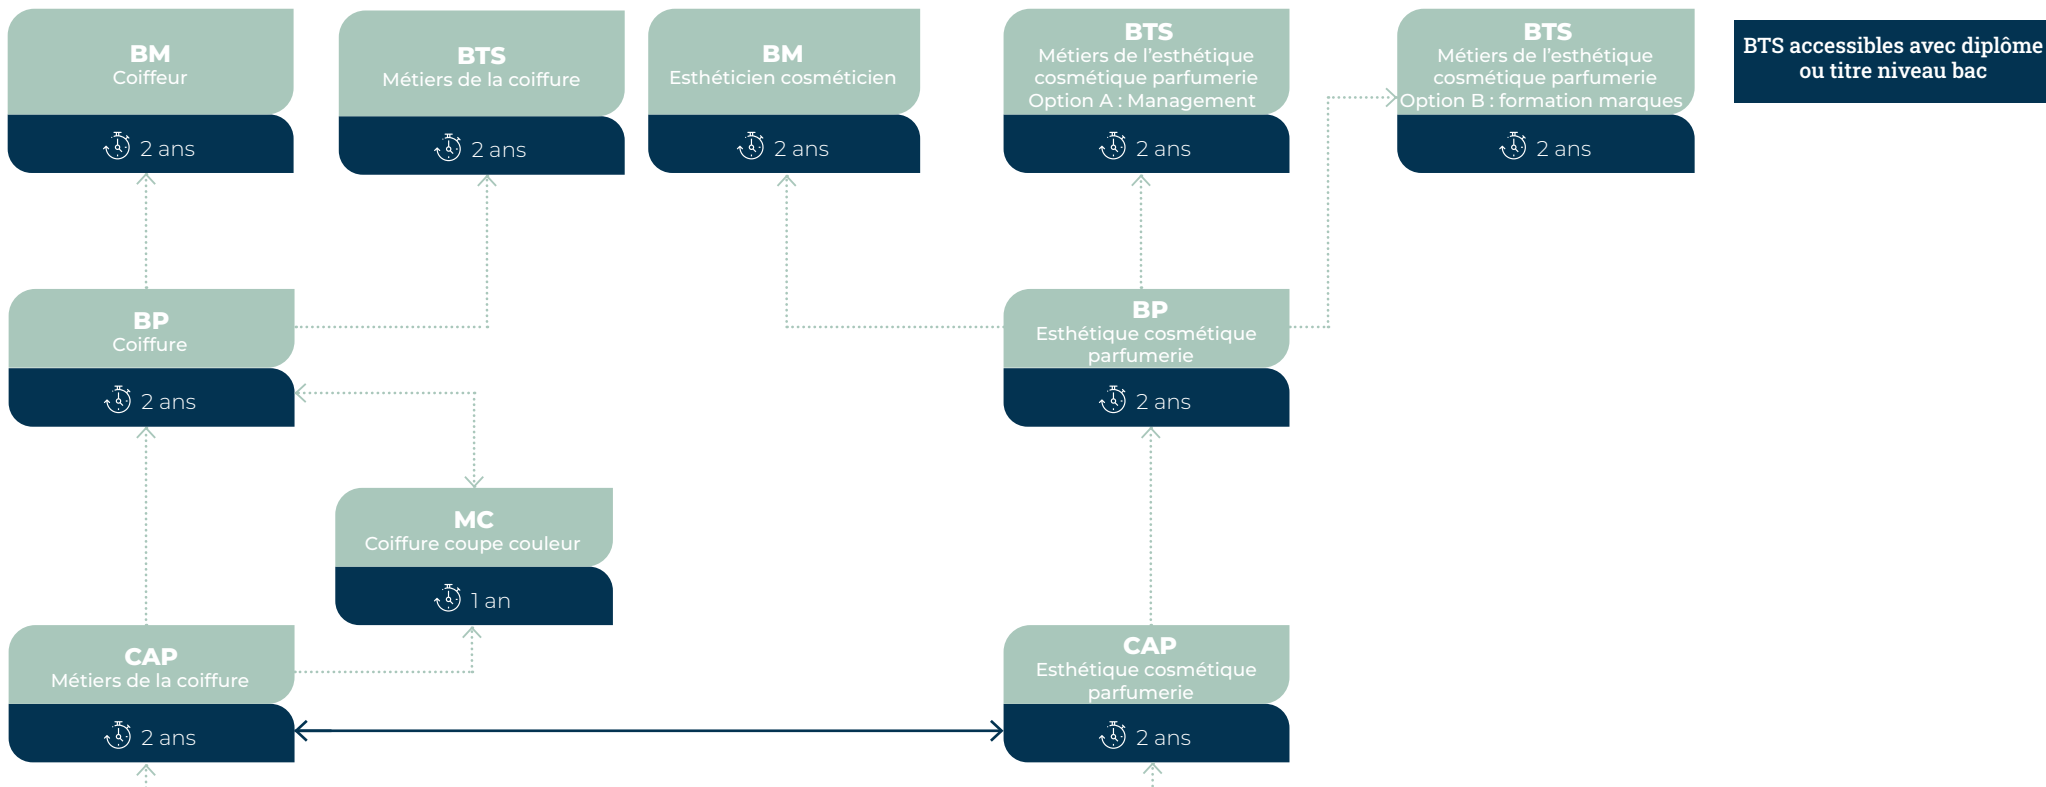 BM
Coiffeur
2 ans
BTS
Métiers de la coiffure
2 ans
BM
Esthéticien cosméticien
2 ans
BTS
Métiers de l’esthétique
cosmétique parfumerie
Option A : Management
2 ans
BTS
Métiers de l’esthétique
cosmétique parfumerie
Option B : formation marques
2 ans
BTS accessibles avec diplôme
ou titre niveau bac
BP
Coiffure
2 ans
BP
Esthétique cosmétique
parfumerie
2 ans
MC
Coiffure coupe couleur
1 an
CAP
Métiers de la coiffure
2 ans
CAP
Esthétique cosmétique
parfumerie
2 ans